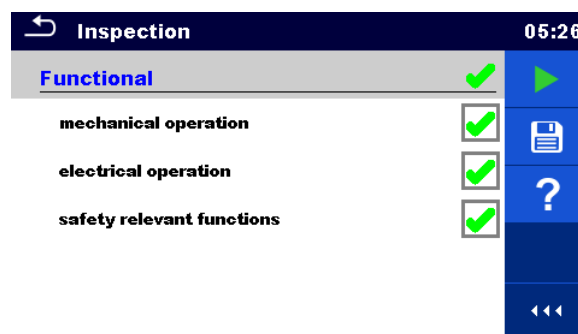 Inspection 05:26
Functional
mechanical operation
electrical operation
safety relevant functions
?